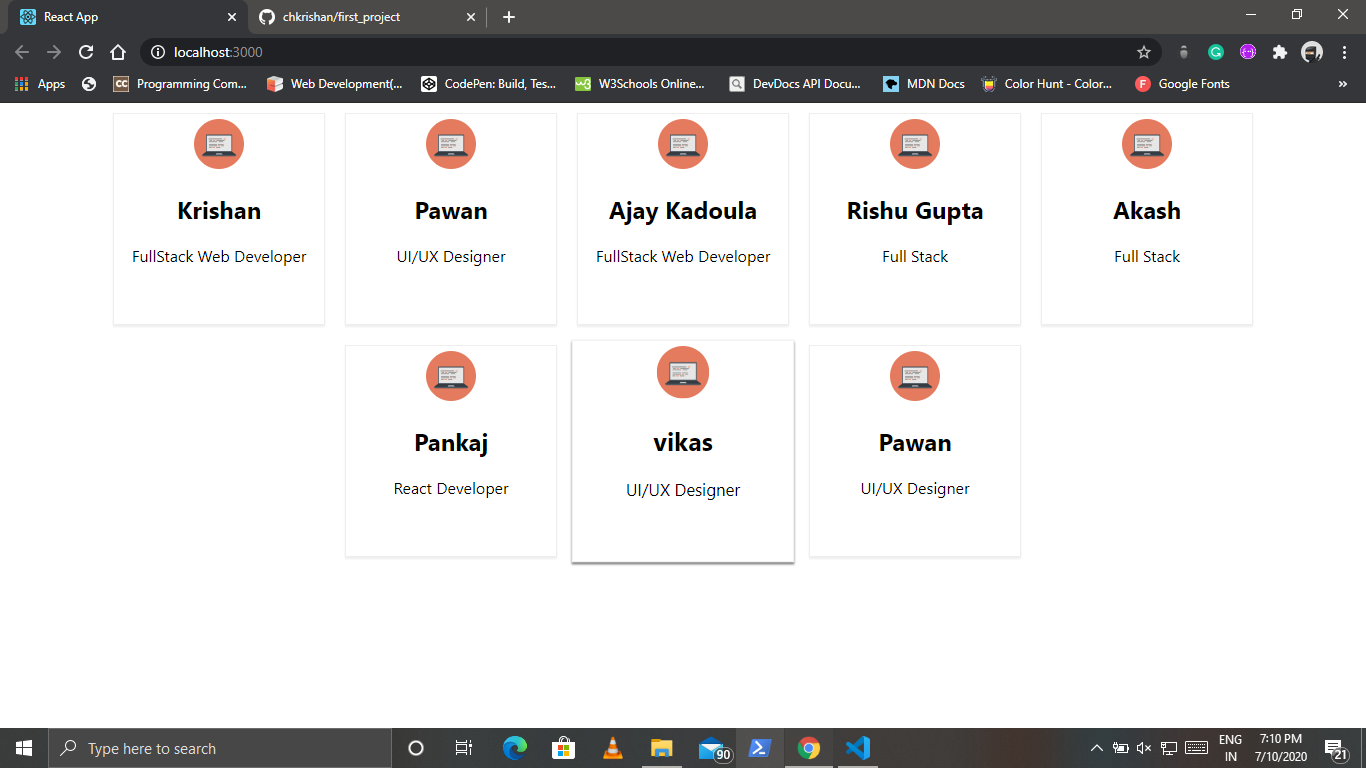 React App
chkrishan/first_project
localhost:3000
Apps
Programming Com...
Web Development(...
CodePen: Build, Tes...
W3Schools Online...
DevDocs API Docu...
MDN Docs
Color Hunt - Color...
Google Fonts
Krishan
FullStack Web Developer
Pawan
UI/UX Designer
Ajay Kadoula
FullStack Web Developer
Rishu Gupta
Full Stack
Akash
Full Stack
Pankaj
React Developer
vikas
UI/UX Designer
Pawan
UI/UX Designer
Type here to search
90
ENG
IN
7:10 PM
7/10/2020
21